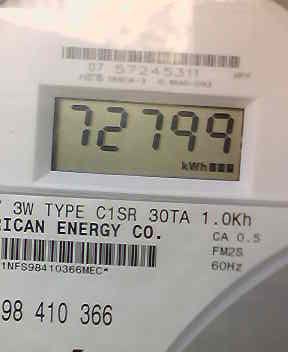 07 57245311
72799
kWh
3W TYPE C1SR 30TA 1.0Kh
RICAN ENERGY CO.
CA 0.5
FM2S
1NFS98410366MEC*
60Hz
98 410 366